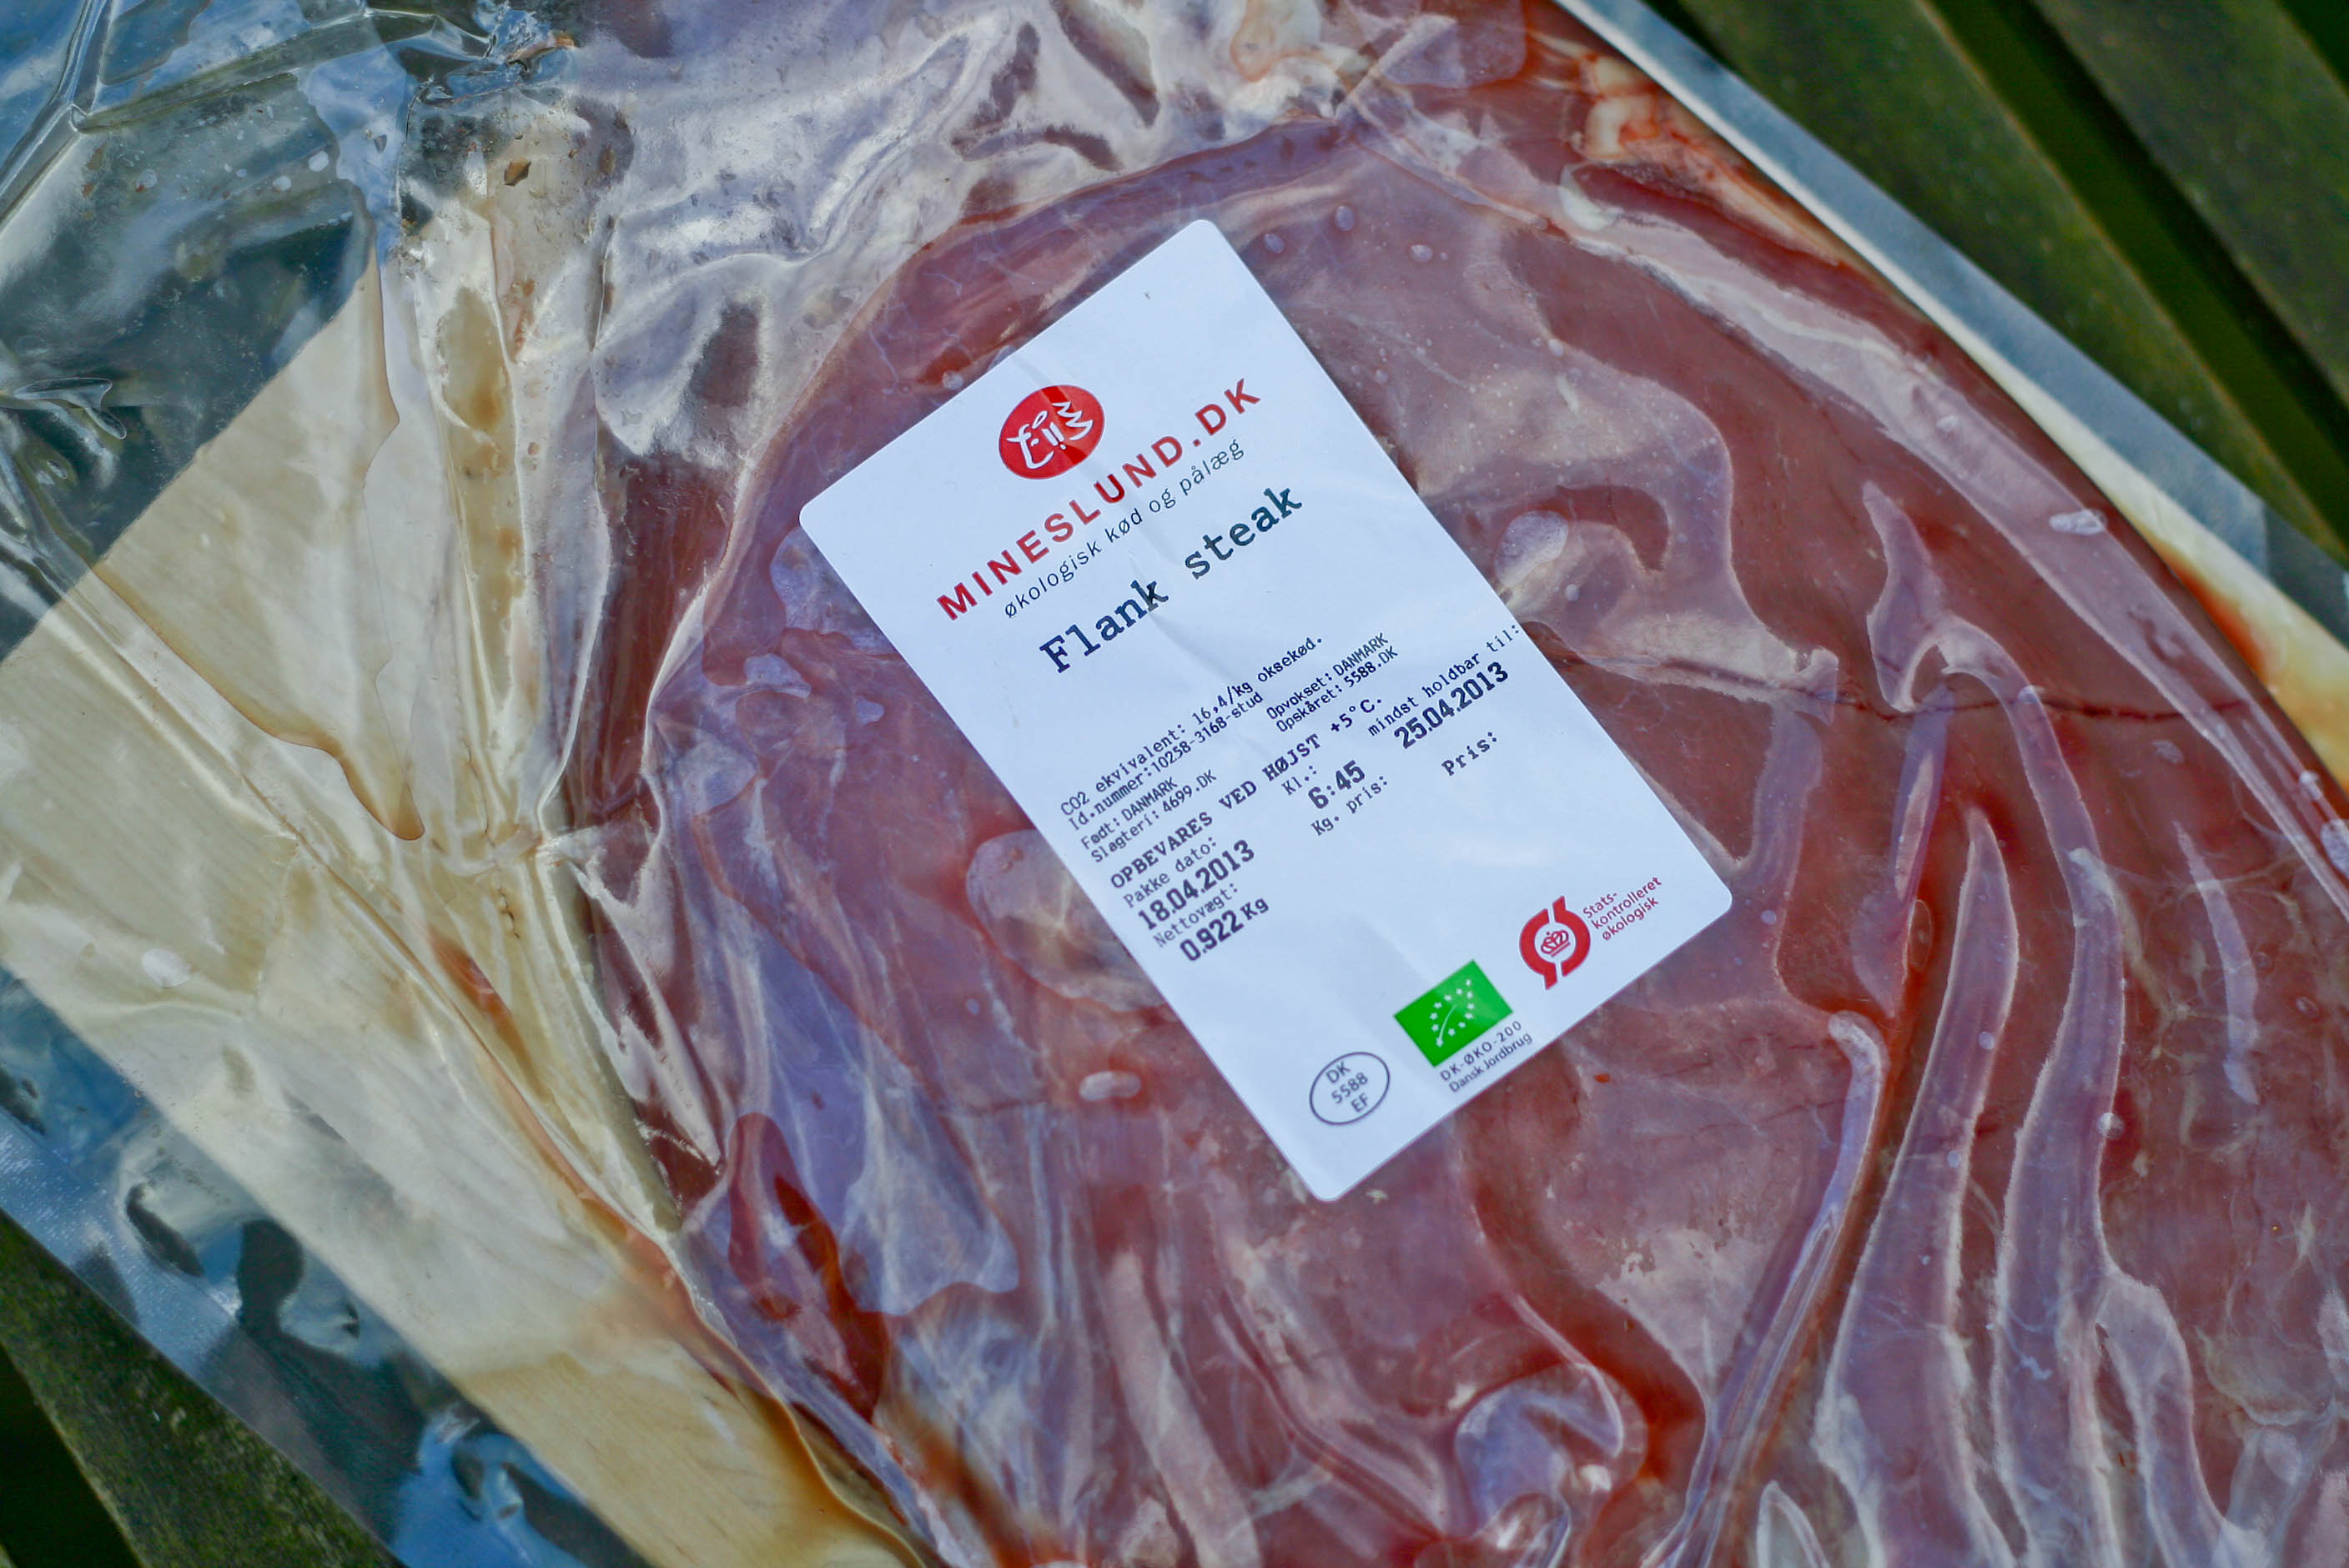 MINESLUND.DK
økologisk kød og pålæg
Flank steak
CO2 ekvivalent: 16,4/kg oksekød.
Id.nummer:10258-3168-stud
Født: DANMARK Opvokset: DANMARK
Slagteri: 4699.DK Opskåret: 5588.DK
OPBEVARES VED HØJST +5°C.
Pakke dato: Kl.: mindst holdbar til:
18.04.2013 6:45 25.04.2013
Nettovægt: Kg. pris: Pris:
0.922 Kg
Stats-
kontrolleret
økologisk
DK-ØKO-200
Dansk Jordbrug
DK
5588
EF